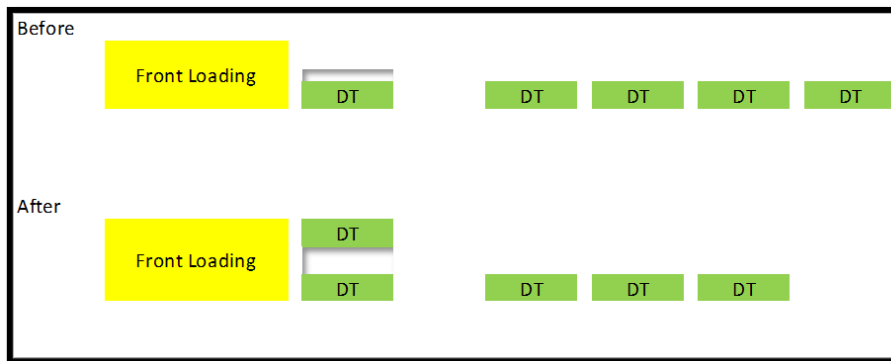 Before
Front Loading
DT DT DT DT DT
After
DT
Front Loading
DT DT DT DT